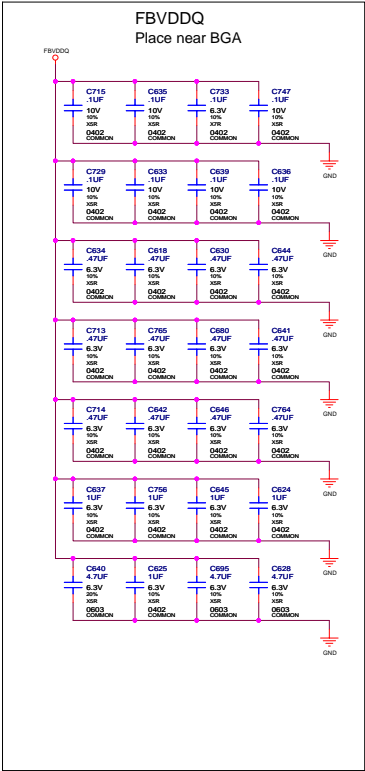 FBVDDQ
Place near BGA
FBVDDQ
C715 C635 C733 C747
.1UF .1UF .1UF .1UF
10V 10V 6.3V 10V
10% 10% 10% 10%
X5R X5R X7R X5R
0402 0402 0402 0402
COMMON COMMON COMMON COMMON
GND
C729 C633 C639 C636
.1UF .1UF .1UF .1UF
10V 10V 10V 10V
10% 10% 10% 10%
X5R X5R X5R X5R
0402 0402 0402 0402
COMMON COMMON COMMON COMMON
GND
C634 C618 C630 C644
.47UF .47UF .47UF .47UF
6.3V 6.3V 6.3V 6.3V
10% 10% 10% 10%
X5R X5R X5R X5R
0402 0402 0402 0402
COMMON COMMON COMMON COMMON
GND
C713 C765 C680 C641
.47UF .47UF .47UF .47UF
6.3V 6.3V 6.3V 6.3V
10% 10% 10% 10%
X5R X5R X5R X5R
0402 0402 0402 0402
COMMON COMMON COMMON COMMON
GND
C714 C642 C646 C764
.47UF .47UF .47UF .47UF
6.3V 6.3V 6.3V 6.3V
10% 10% 10% 10%
X5R X5R X5R X5R
0402 0402 0402 0402
COMMON COMMON COMMON COMMON
GND
C637 C756 C645 C624
1UF 1UF 1UF 1UF
6.3V 6.3V 6.3V 6.3V
10% 10% 10% 10%
X5R X5R X5R X5R
0402 0402 0402 0402
COMMON COMMON COMMON COMMON
GND
C640 C625 C695 C628
4.7UF 1UF 4.7UF 4.7UF
6.3V 6.3V 6.3V 6.3V
20% 10% 10% 10%
X5R X5R X5R X5R
0603 0402 0603 0603
COMMON COMMON COMMON COMMON
GND